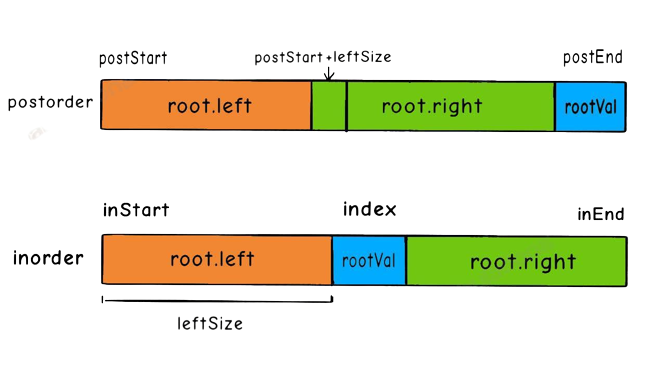 postStart postStart+leftSize postEnd
postorder root.left root.right rootVal
inStart index inEnd
inorder root.left rootVal root.right
leftSize